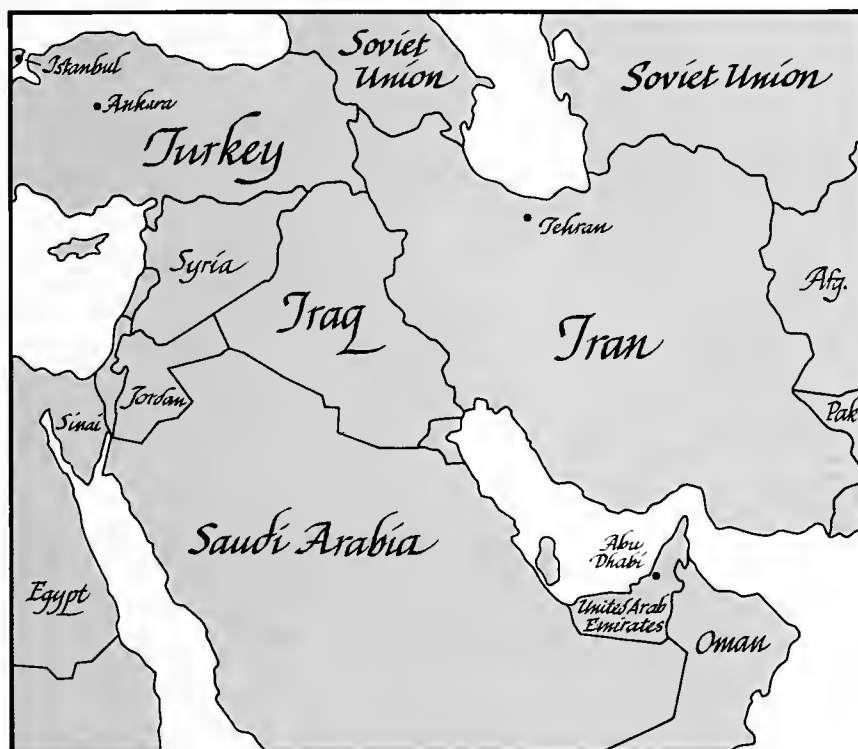 Soviet
Union
Soviet Union
Istanbul
Ankara
Turkey
Tehran
Syria
Afg.
Iraq
Iran
Jordan
Pak
Sinai
Saudi Arabia
Abu
Dhabi
Egypt
United Arab
Emirates
Oman